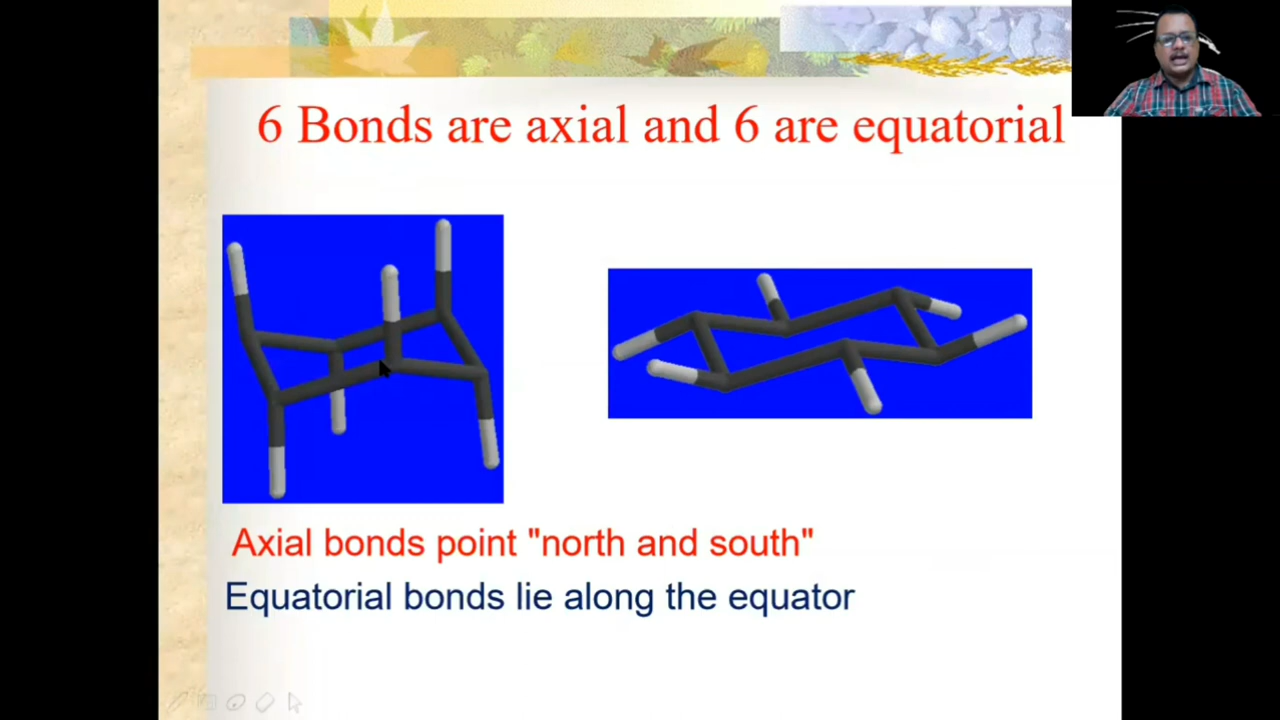 6 Bonds are axial and 6 are equatorial
Axial bonds point "north and south"
Equatorial bonds lie along the equator